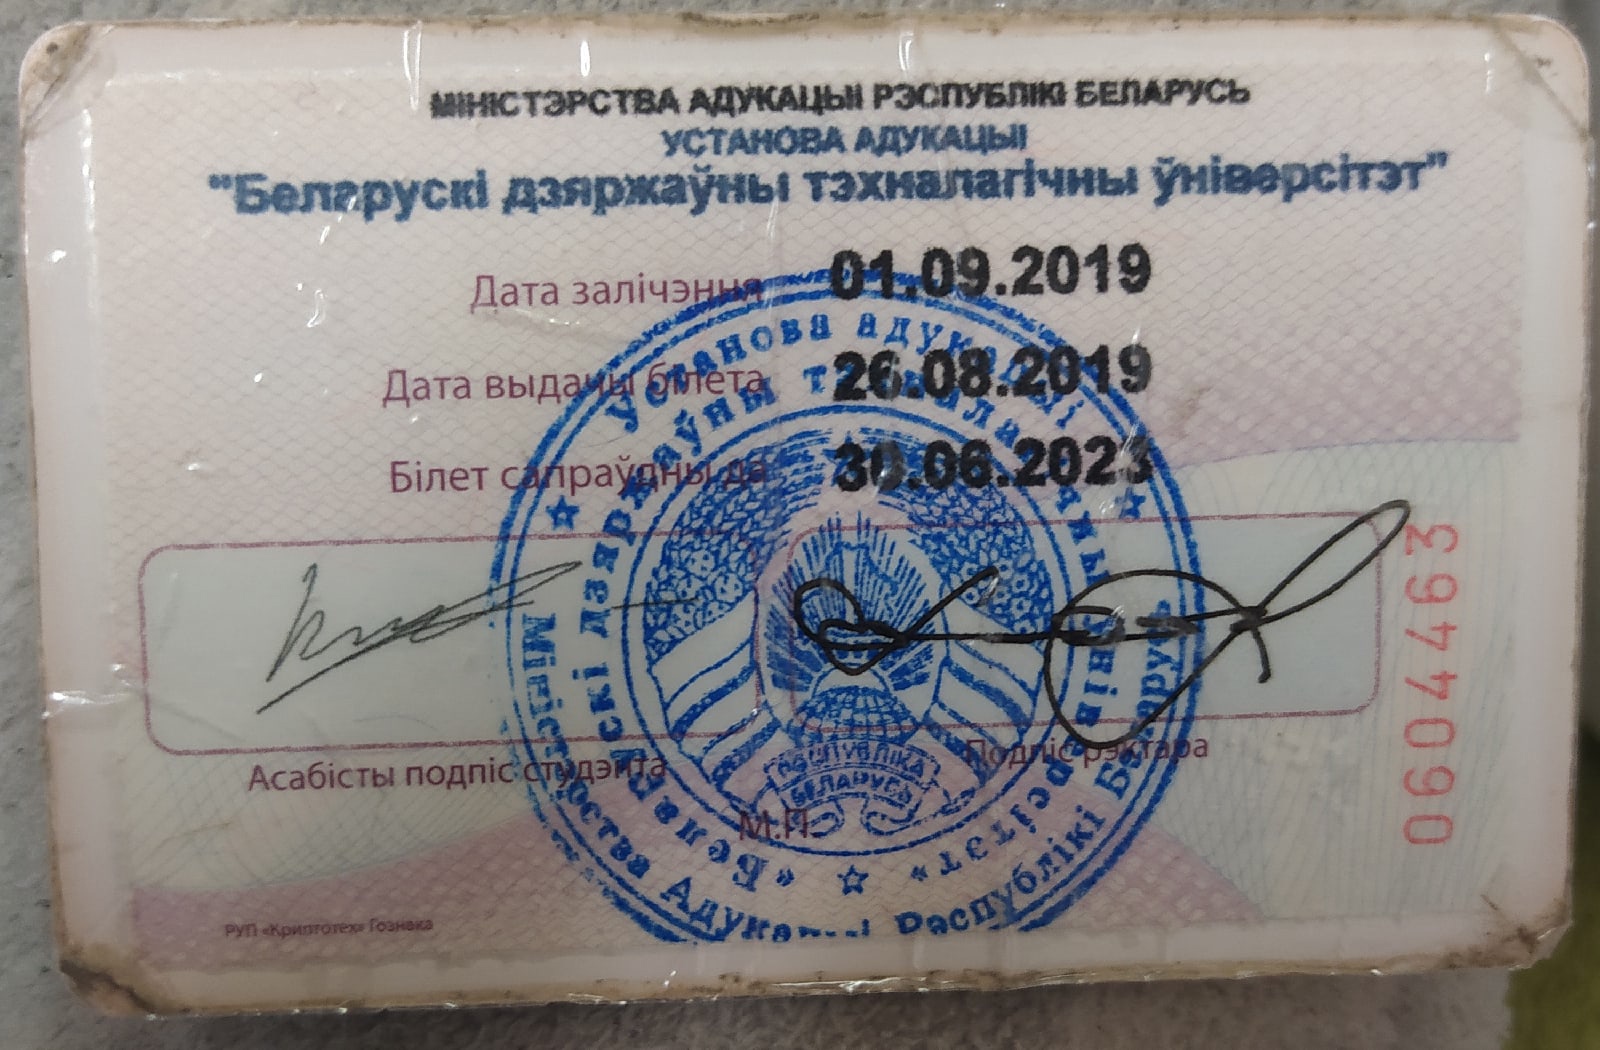 МІНІСТЭРСТВА АДУКАЦЫІ РЭСПУБЛІКІ БЕЛАРУСЬ
УСТАНОВА АДУКАЦЫІ
"Беларускі дзяржаўны тэхналагічны ўніверсітэт"
Дата залічэння 01.09.2019
Дата выдачы білета 26.08.2019
Білет сапраўдны да 30.06.2023
Асабісты подпіс студэнта
Подпіс рэктара
М.П.
0604463
РУП «Криптотех» Гознака
Міністэрства Адукацыі Рэспублікі Беларусь
Установа адукацыі
«Беларускі дзяржаўны тэхналагічны ўніверсітэт»
РЭСПУБЛІКА
БЕЛАРУСЬ